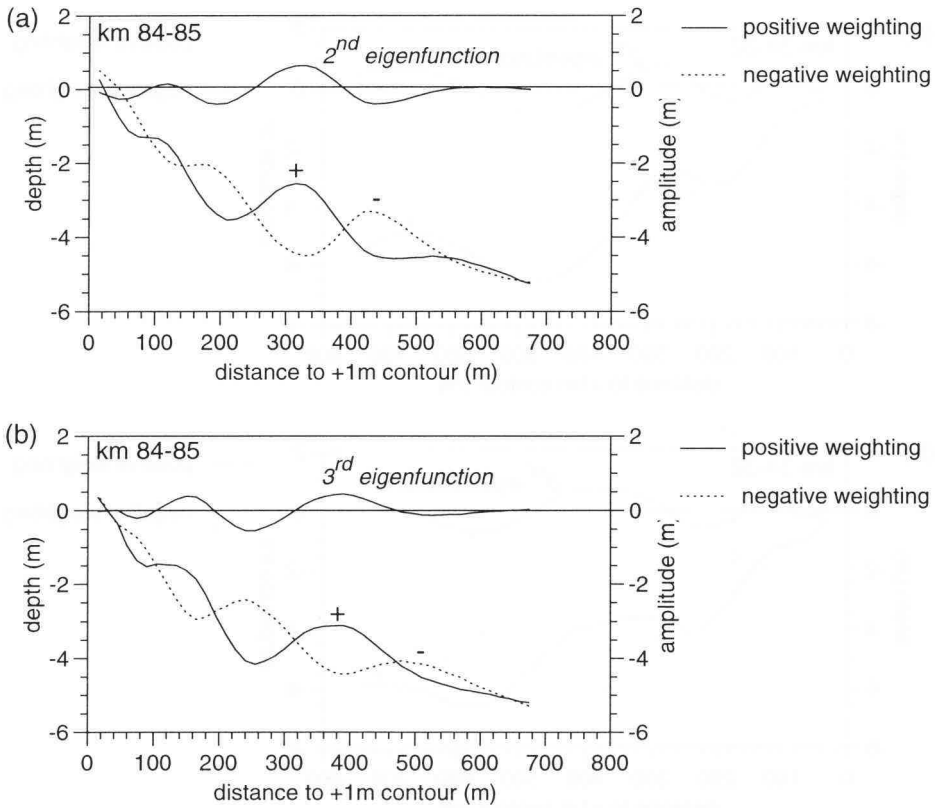 (a)
km 84-85
2nd eigenfunction
positive weighting
negative weighting
2
0
-2
-4
-6
depth (m)
+
-
2
0
-2
-4
-6
amplitude (m)
0 100 200 300 400 500 600 700 800
distance to +1m contour (m)
(b)
km 84-85
3rd eigenfunction
positive weighting
negative weighting
2
0
-2
-4
-6
depth (m)
+
-
2
0
-2
-4
-6
amplitude (m)
0 100 200 300 400 500 600 700 800
distance to +1m contour (m)